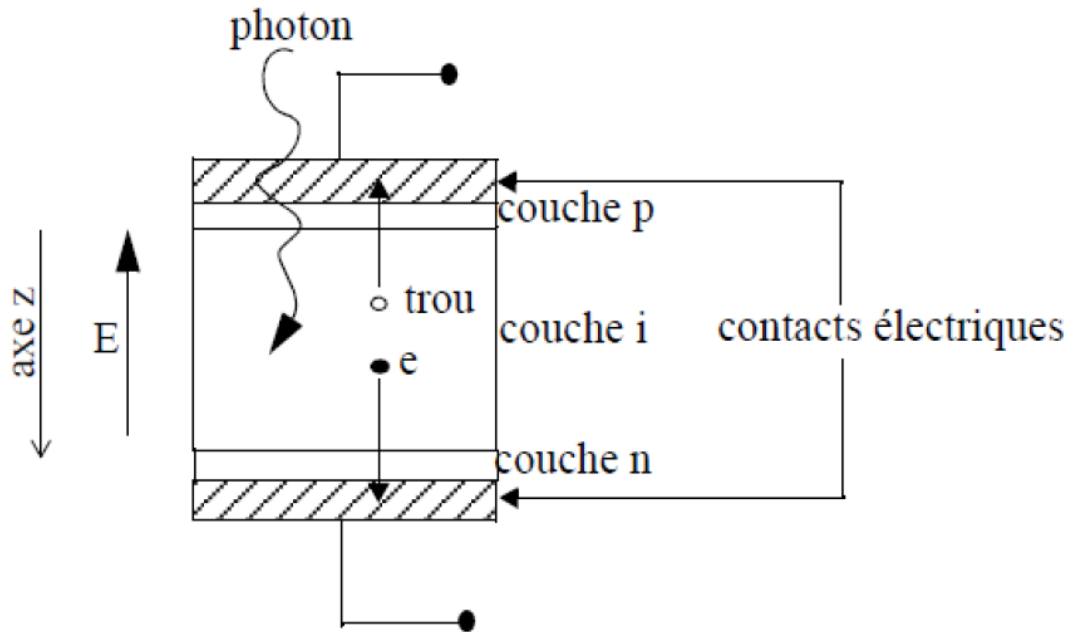 photon
couche p
axe z
E
trou
couche i
contacts électriques
e
couche n